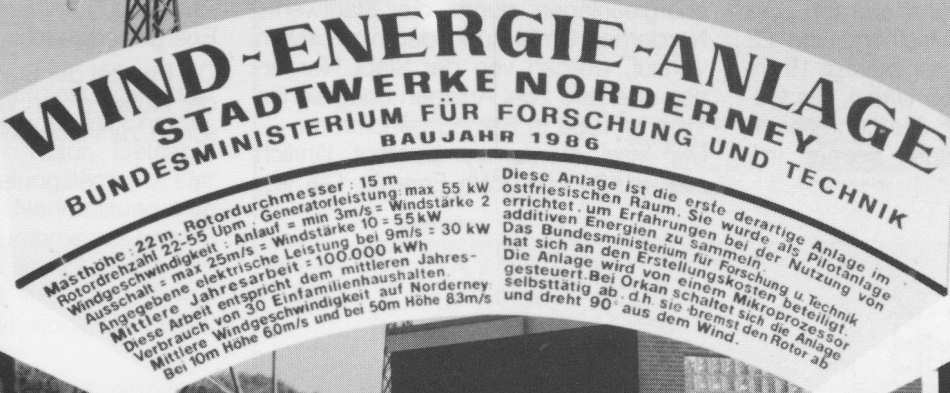 WIND-ENERGIE-ANLAGE
STADTWERKE NORDERNEY
BUNDESMINISTERIUM FÜR FORSCHUNG UND TECHNIK
BAUJAHR 1986
Masthöhe : 22 m . Rotordurchmesser : 15 m
Rotordrehzahl 22-55 Upm . Generatorleistung: max 55 kW
Windgeschwindigkeit : Anlauf = min 3m/s = Windstärke 2
Ausschalt = max 25m/s = Windstärke 10 = 55 kW
Angegebene elektrische Leistung bei 9m/s = 30 kW
Mittlere Jahresarbeit = 100.000 kWh
Diese Arbeit entspricht dem mittleren Jahres-
Verbrauch von 30 Einfamilienhaushalten.
Mittlere Windgeschwindigkeit auf Norderney:
Bei 10m Höhe 6.0m/s und bei 50m Höhe 8.3m/s
Diese Anlage ist die erste derartige Anlage im
ostfriesischen Raum. Sie wurde als Pilotanlage
errichtet . um Erfahrungen bei der Nutzung von
additiven Energien zu sammeln.
Das Bundesministerium für Forschung u. Technik
hat sich an den Erstellungskosten beteiligt.
Die Anlage wird von einem Mikroprozessor
gesteuert. Bei Orkan schaltet sich die Anlage
selbsttätig ab . d.h. sie bremst den Rotor ab
und dreht 90° aus dem Wind.